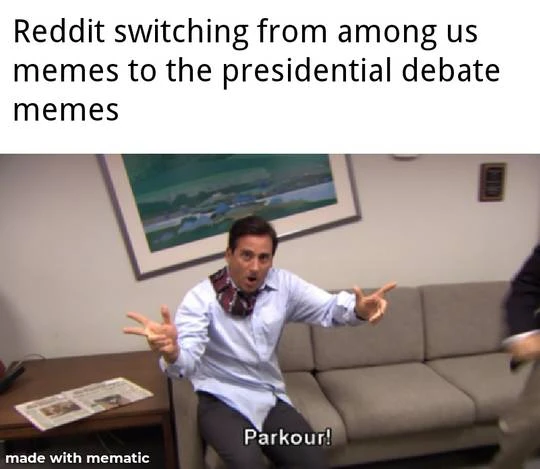 Reddit switching from among us
memes to the presidential debate
memes
Parkour!
made with mematic